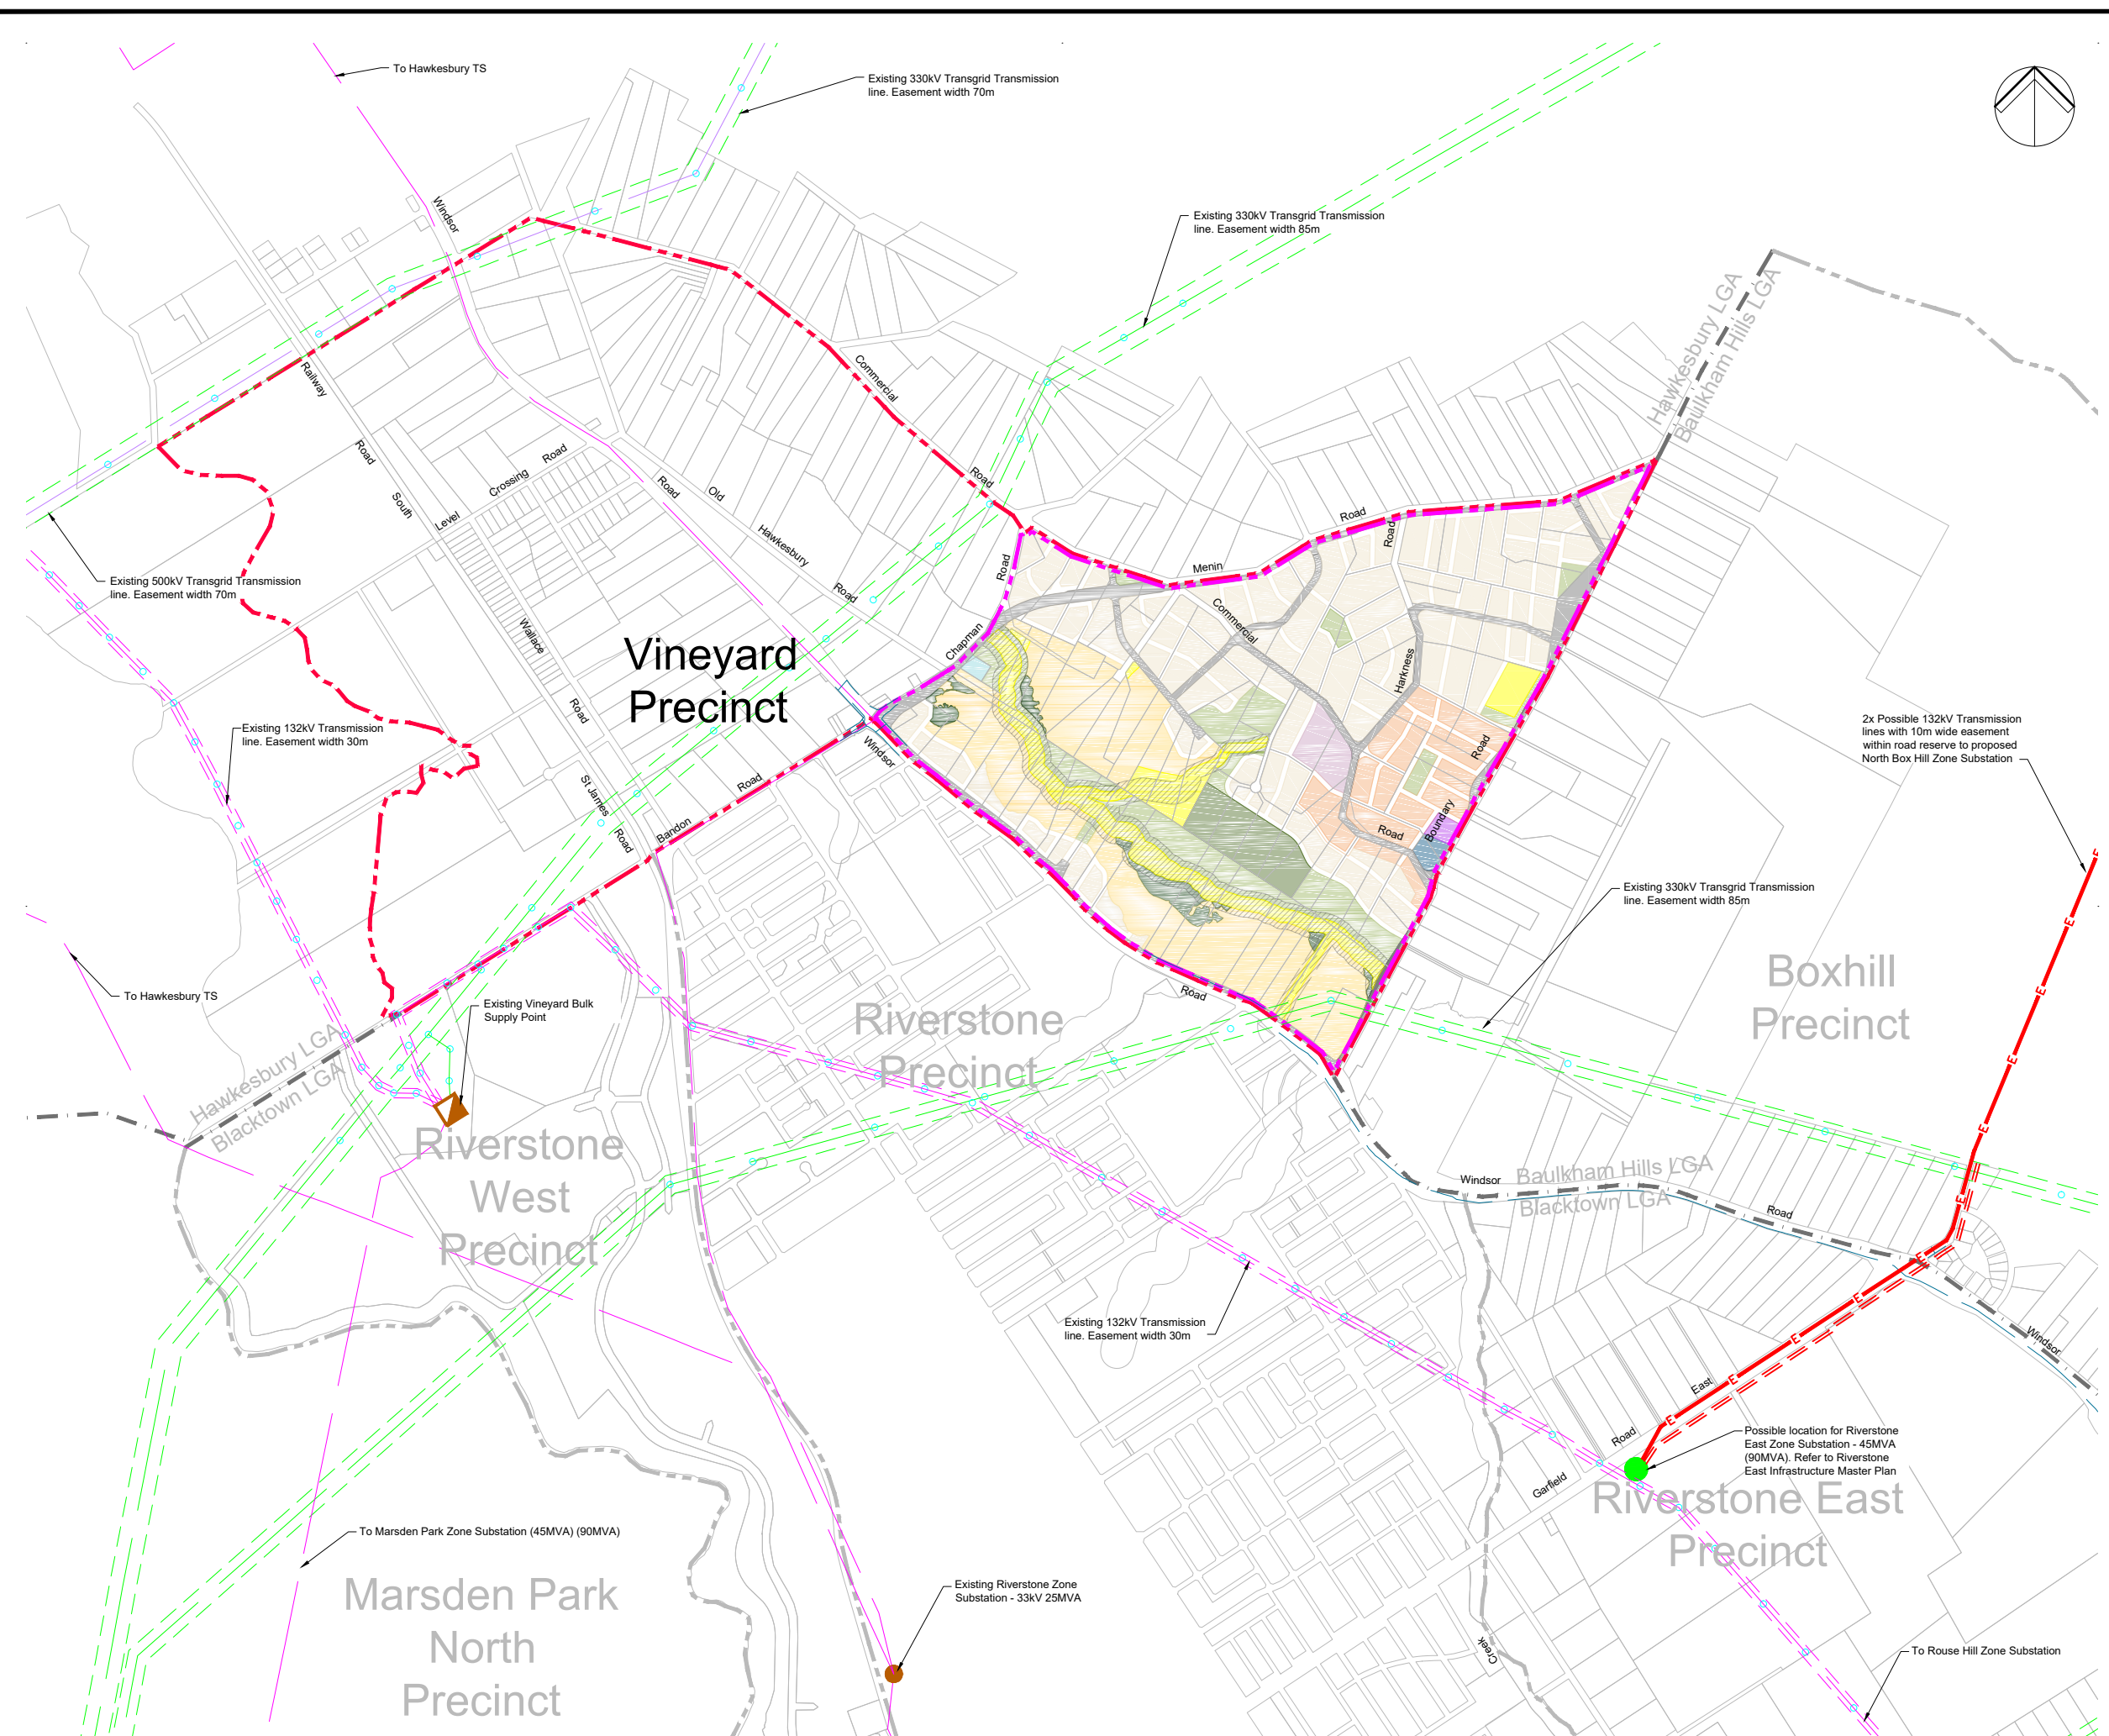 To Hawkesbury TS
Existing 330kV Transgrid Transmission
line. Easement width 70m
Windsor
Existing 330kV Transgrid Transmission
line. Easement width 85m
Hawkesbury LGA
Baulkham Hills LGA
Railway
Road
South
Commercial
Road
Level
Crossing
Road
Road
Old
Hawkesbury
Road
Road
Menin
Road
Road
Commercial
Chapman
Harkness
Existing 500kV Transgrid Transmission
line. Easement width 70m
Wallace
Road
Vineyard
Precinct
Existing 132kV Transmission
line. Easement width 30m
2x Possible 132kV Transmission
lines with 10m wide easement
within road reserve to proposed
North Box Hill Zone Substation
Windsor
Road
St James
Road
Bandon
Road
Road
Boundary
Existing 330kV Transgrid Transmission
line. Easement width 85m
Boxhill
Precinct
To Hawkesbury TS
Existing Vineyard Bulk
Supply Point
Riverstone
Precinct
Road
Hawkesbury LGA
Blacktown LGA
Riverstone
West
Precinct
Windsor
Baulkham Hills LGA
Blacktown LGA
Road
E
E
E
E
E
E
E
E
E
E
E
Existing 132kV Transmission
line. Easement width 30m
Windsor
East
Road
Garfield
Possible location for Riverstone
East Zone Substation - 45MVA
(90MVA). Refer to Riverstone
East Infrastructure Master Plan
Riverstone East
Precinct
To Marsden Park Zone Substation (45MVA) (90MVA)
Marsden Park
North
Precinct
Existing Riverstone Zone
Substation - 33kV 25MVA
Creek
To Rouse Hill Zone Substation